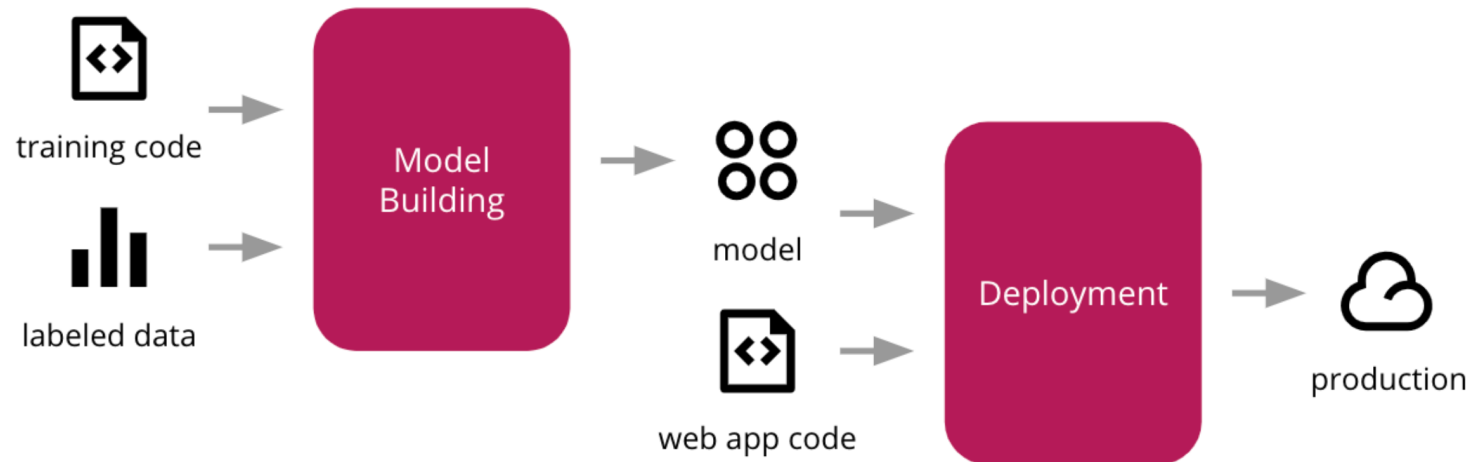 training code
labeled data
Model
Building
model
web app code
Deployment
production